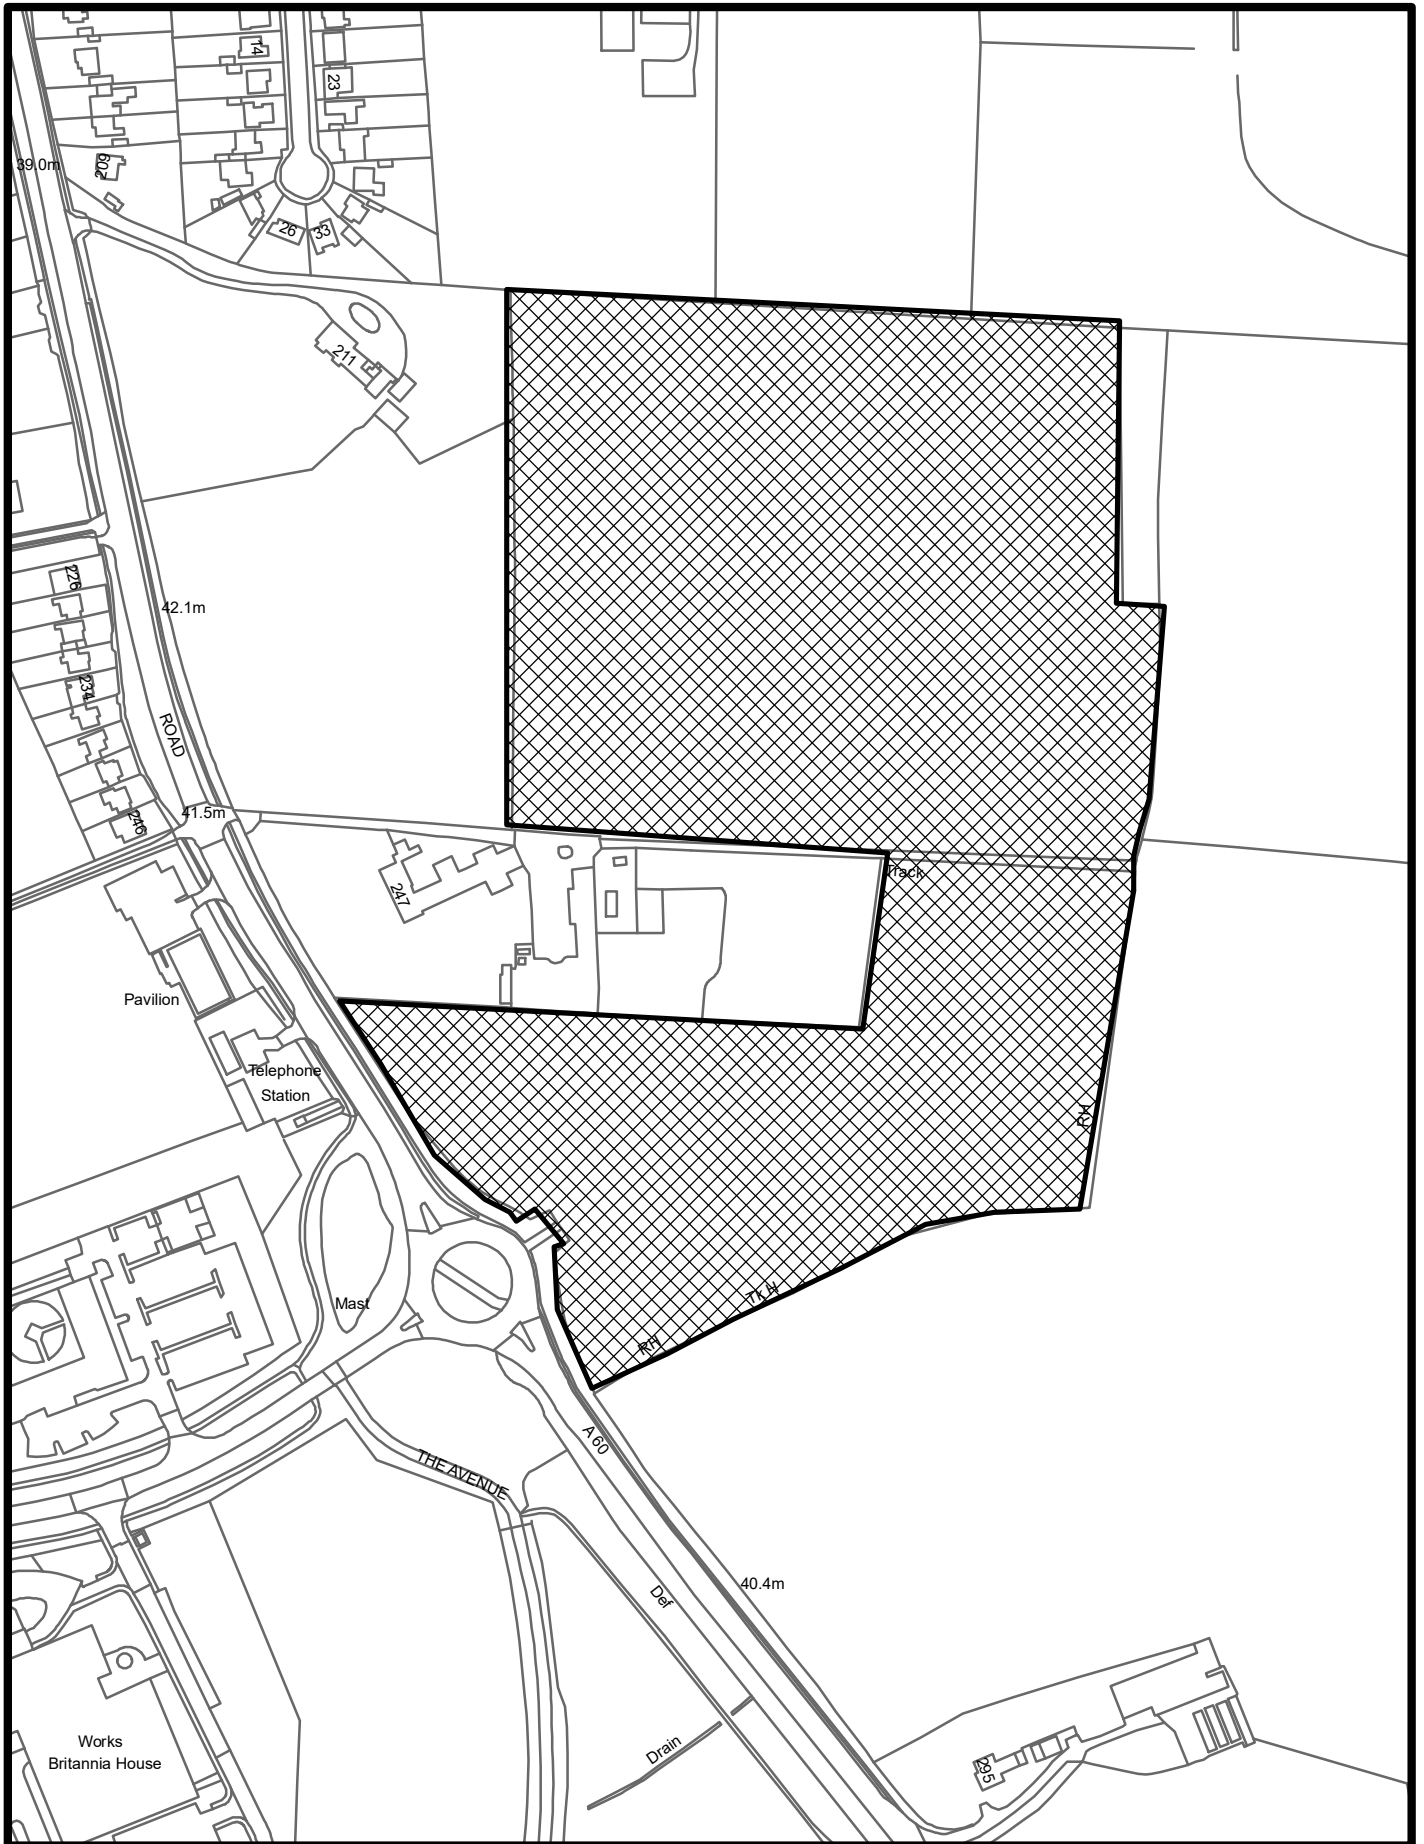 14
23
39.0m
209
26
33
211
226
42.1m
234
ROAD
41.5m
246
Track
247
Pavilion
Telephone
Station
RH
Mast
Tk H
RH
A 60
THE AVENUE
40.4m
Def
Works
Britannia House
Drain
295